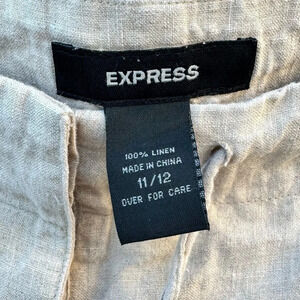 EXPRESS
100% LINEN
MADE IN CHINA
11/12
OVER FOR CARE